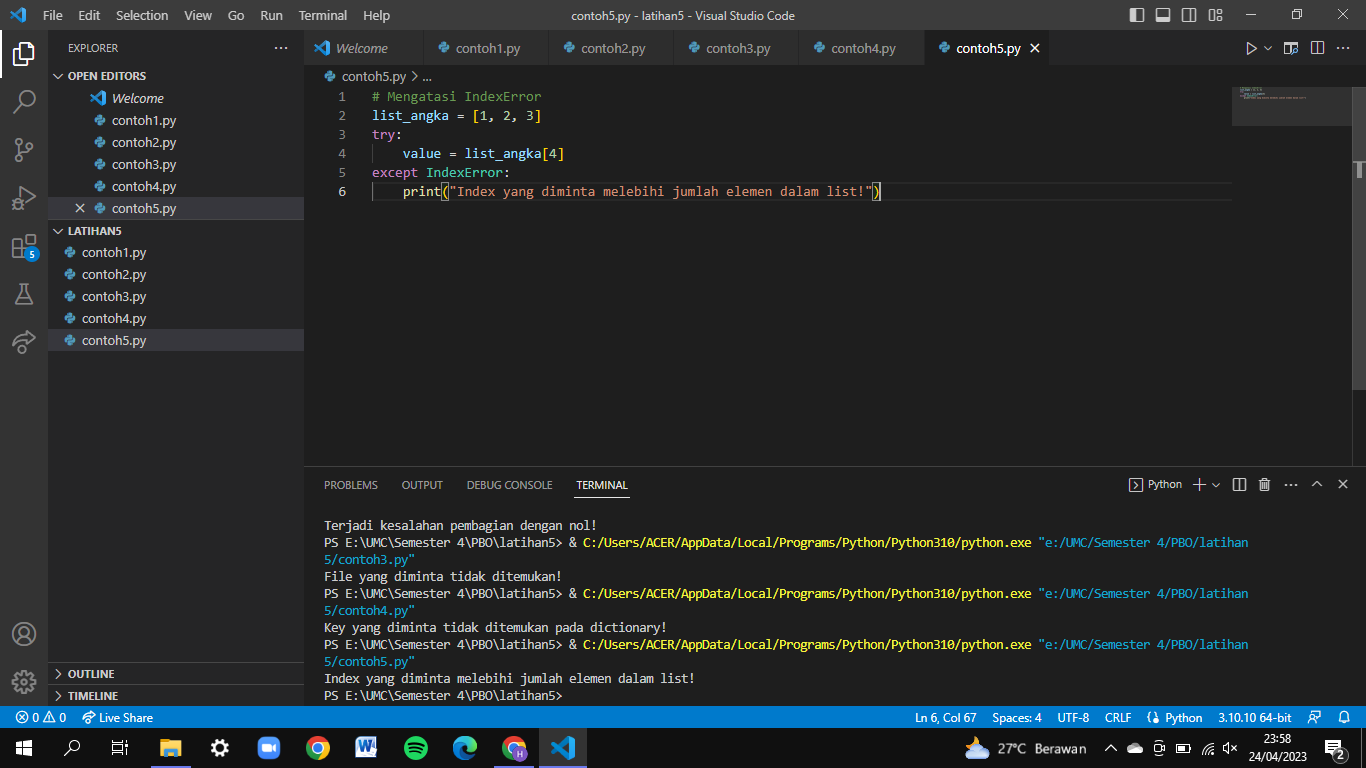 File Edit Selection View Go Run Terminal Help contoh5.py - latihan5 - Visual Studio Code
EXPLORER
OPEN EDITORS
Welcome
contoh1.py
contoh2.py
contoh3.py
contoh4.py
contoh5.py
LATIHAN5
contoh1.py
contoh2.py
contoh3.py
contoh4.py
contoh5.py
5
OUTLINE
TIMELINE
Welcome contoh1.py contoh2.py contoh3.py contoh4.py contoh5.py
contoh5.py > ...
1 # Mengatasi IndexError
2 list_angka = [1, 2, 3]
3 try:
4     value = list_angka[4]
5 except IndexError:
6     print("Index yang diminta melebihi jumlah elemen dalam list!")
PROBLEMS OUTPUT DEBUG CONSOLE TERMINAL Python
Terjadi kesalahan pembagian dengan nol!
PS E:\UMC\Semester 4\PBO\latihan5> & C:/Users/ACER/AppData/Local/Programs/Python/Python310/python.exe "e:/UMC/Semester 4/PBO/latihan
5/contoh3.py"
File yang diminta tidak ditemukan!
PS E:\UMC\Semester 4\PBO\latihan5> & C:/Users/ACER/AppData/Local/Programs/Python/Python310/python.exe "e:/UMC/Semester 4/PBO/latihan
5/contoh4.py"
Key yang diminta tidak ditemukan pada dictionary!
PS E:\UMC\Semester 4\PBO\latihan5> & C:/Users/ACER/AppData/Local/Programs/Python/Python310/python.exe "e:/UMC/Semester 4/PBO/latihan
5/contoh5.py"
Index yang diminta melebihi jumlah elemen dalam list!
PS E:\UMC\Semester 4\PBO\latihan5>
0 0 Live Share Ln 6, Col 67 Spaces: 4 UTF-8 CRLF Python 3.10.10 64-bit
27°C Berawan
23:58
24/04/2023
2